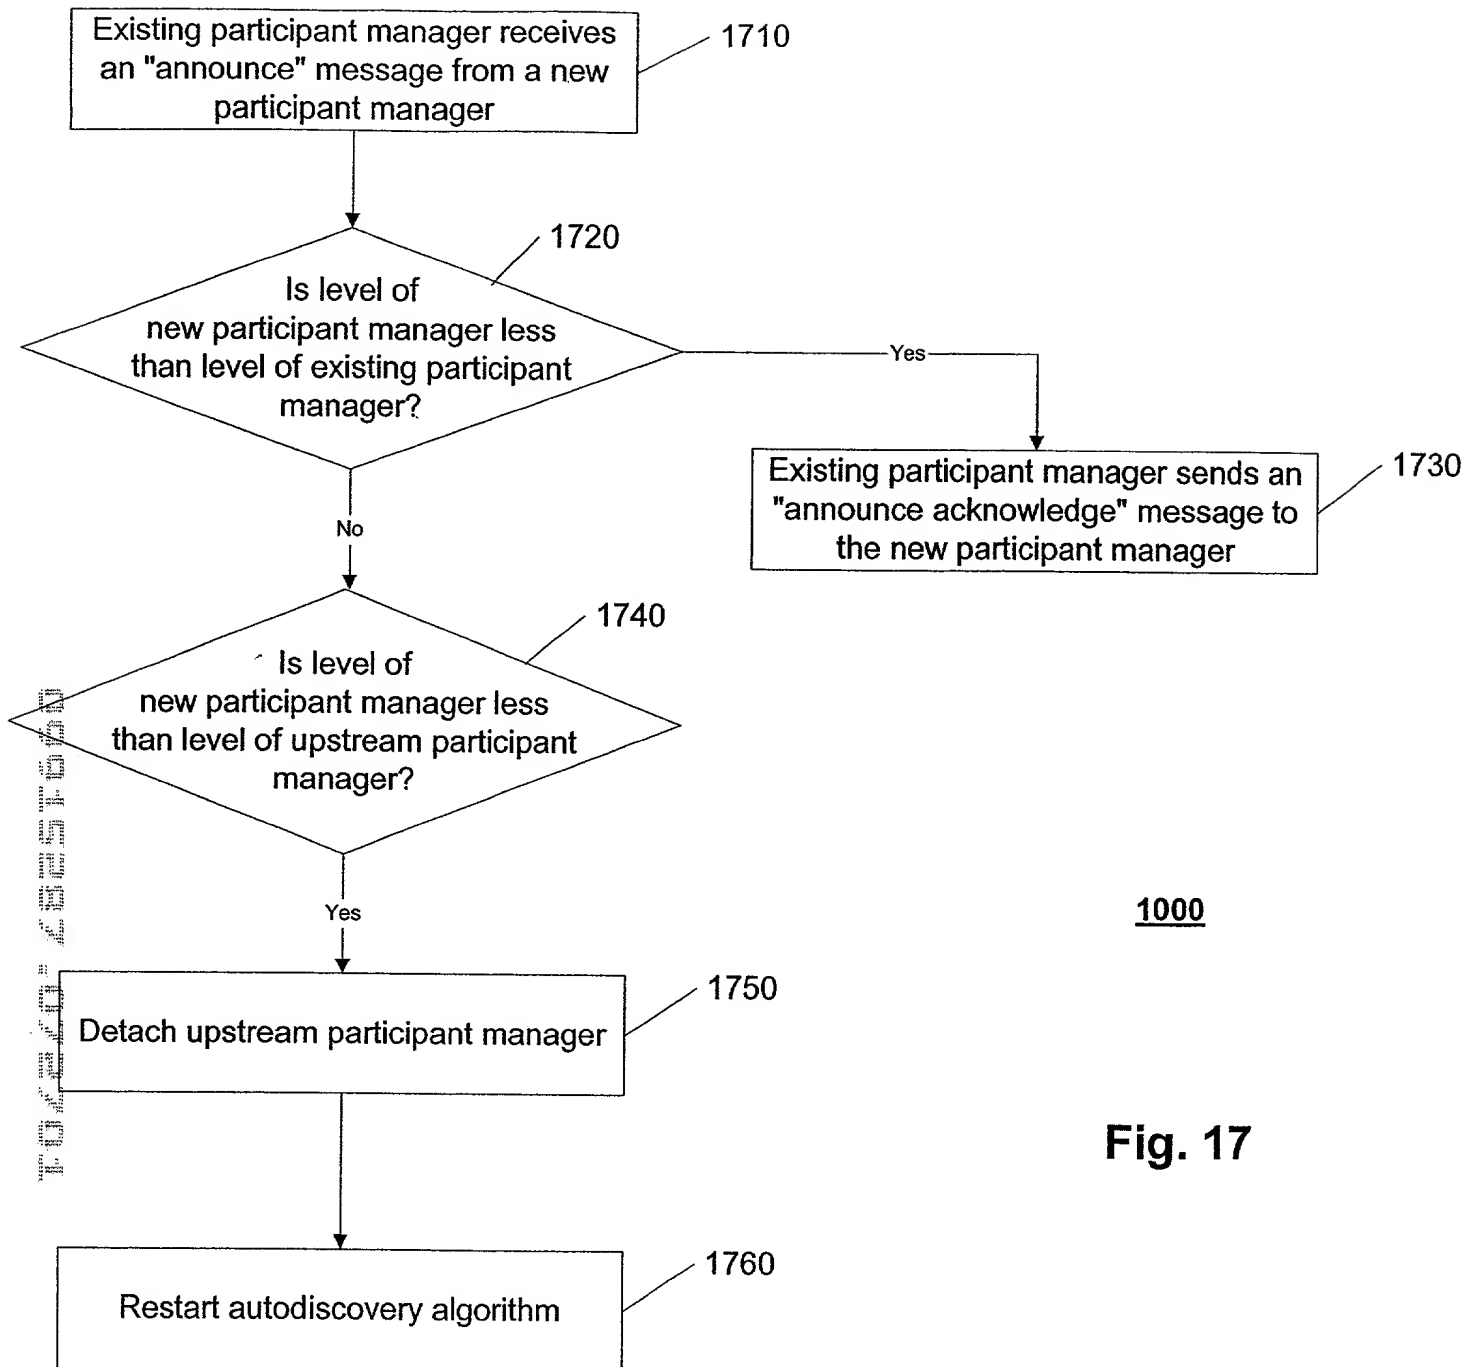 Existing participant manager receives
an "announce" message from a new
participant manager
1710
1720
Is level of
new participant manager less
than level of existing participant
manager?
Yes
Existing participant manager sends an
"announce acknowledge" message to
the new participant manager
1730
No
1740
Is level of
new participant manager less
than level of upstream participant
manager?
Yes
1000
1750
Detach upstream participant manager
Fig. 17
1760
Restart autodiscovery algorithm